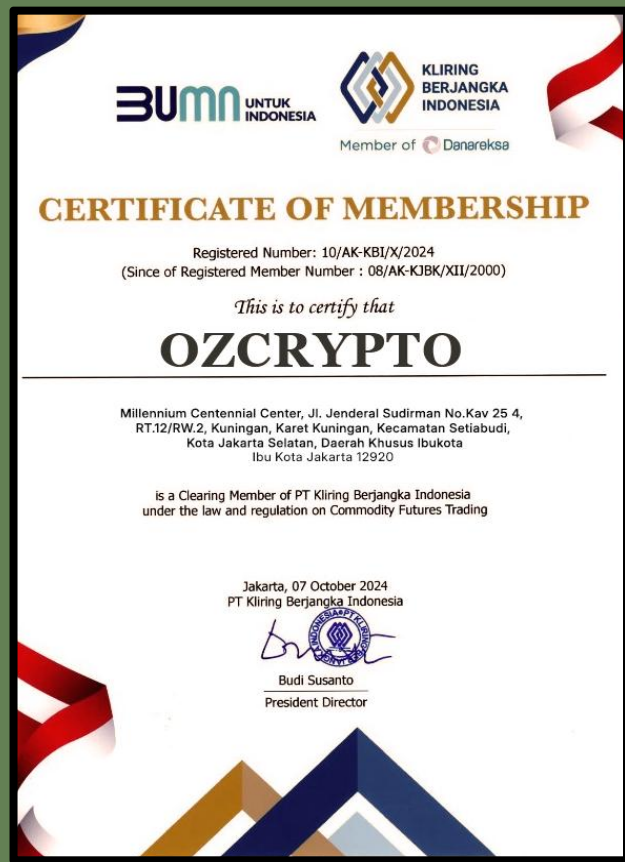 BUMN UNTUK
INDONESIA
KLIRING
BERJANGKA
INDONESIA
Member of Danareksa
CERTIFICATE OF MEMBERSHIP
Registered Number: 10/AK-KBI/X/2024
(Since of Registered Member Number : 08/AK-KJBK/XII/2000)
This is to certify that
OZCRYPTO
Millennium Centennial Center, Jl. Jenderal Sudirman No.Kav 25 4,
RT.12/RW.2, Kuningan, Karet Kuningan, Kecamatan Setiabudi,
Kota Jakarta Selatan, Daerah Khusus Ibukota
Ibu Kota Jakarta 12920
is a Clearing Member of PT Kliring Berjangka Indonesia
under the law and regulation on Commodity Futures Trading
Jakarta, 07 October 2024
PT Kliring Berjangka Indonesia
Budi Susanto
President Director